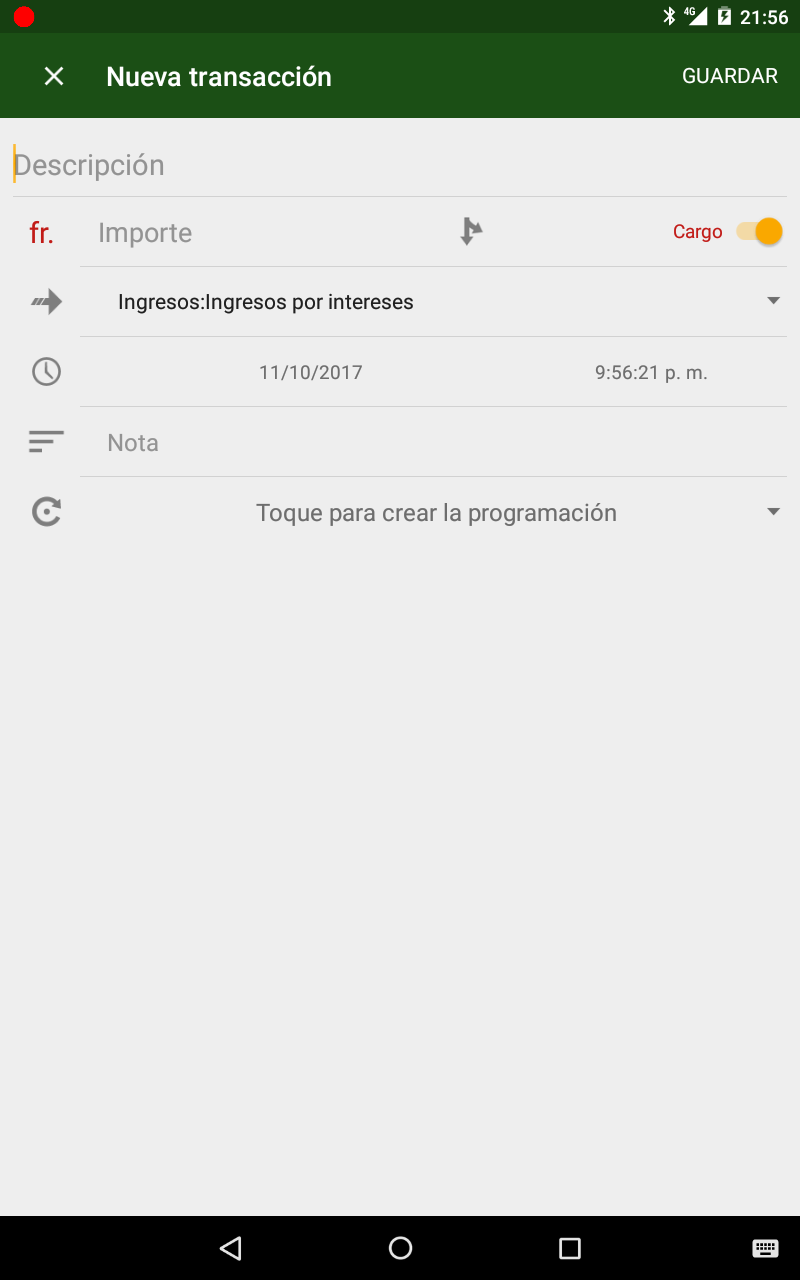 4G 21:56
Nueva transacción GUARDAR
Descripción
fr. Importe Cargo
Ingresos:Ingresos por intereses
11/10/2017 9:56:21 p. m.
Nota
Toque para crear la programación